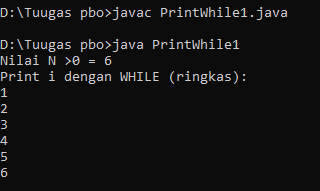 D:\Tuugas pbo>javac PrintWhile1.java
D:\Tuugas pbo>java PrintWhile1
Nilai N >0 = 6
Print i dengan WHILE (ringkas):
1
2
3
4
5
6